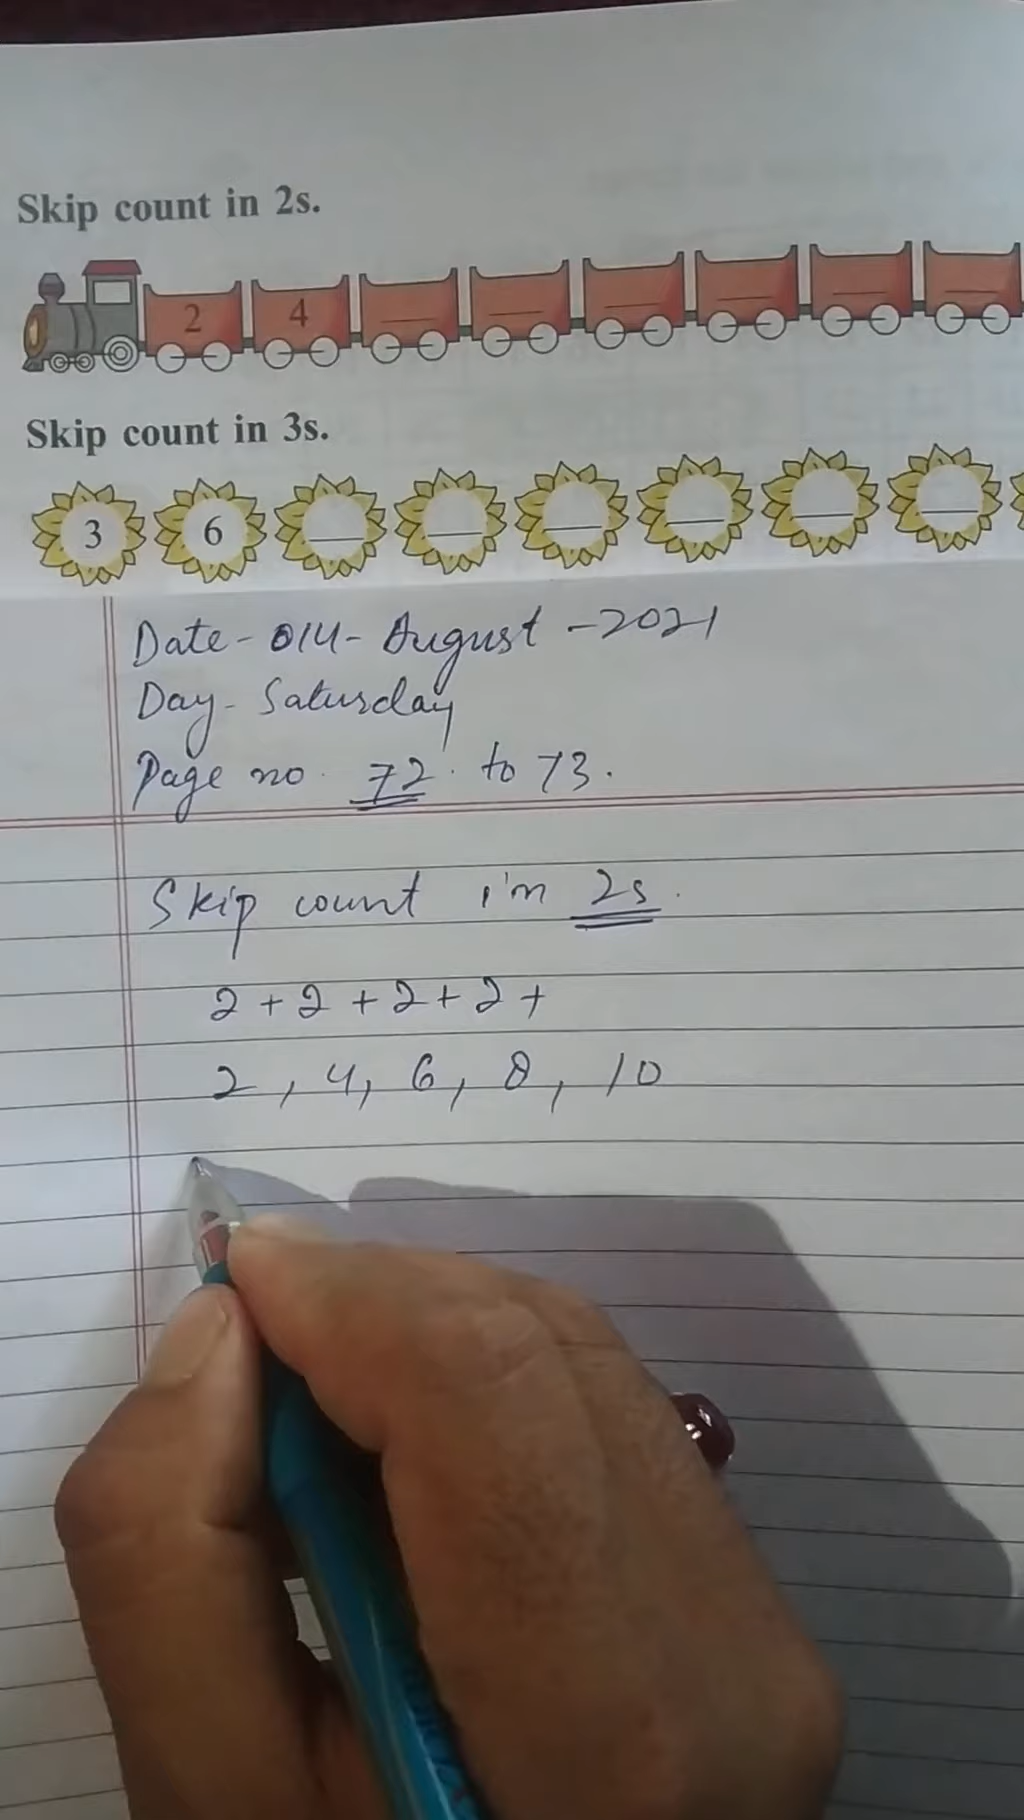 Skip count in 2s.
2 4
Skip count in 3s.
3 6
Date - 014 - August - 2021
Day - Saturday
Page no. 72. to 73.
Skip count in 2s.
2 + 2 + 2 + 2 +
2, 4, 6, 8, 10